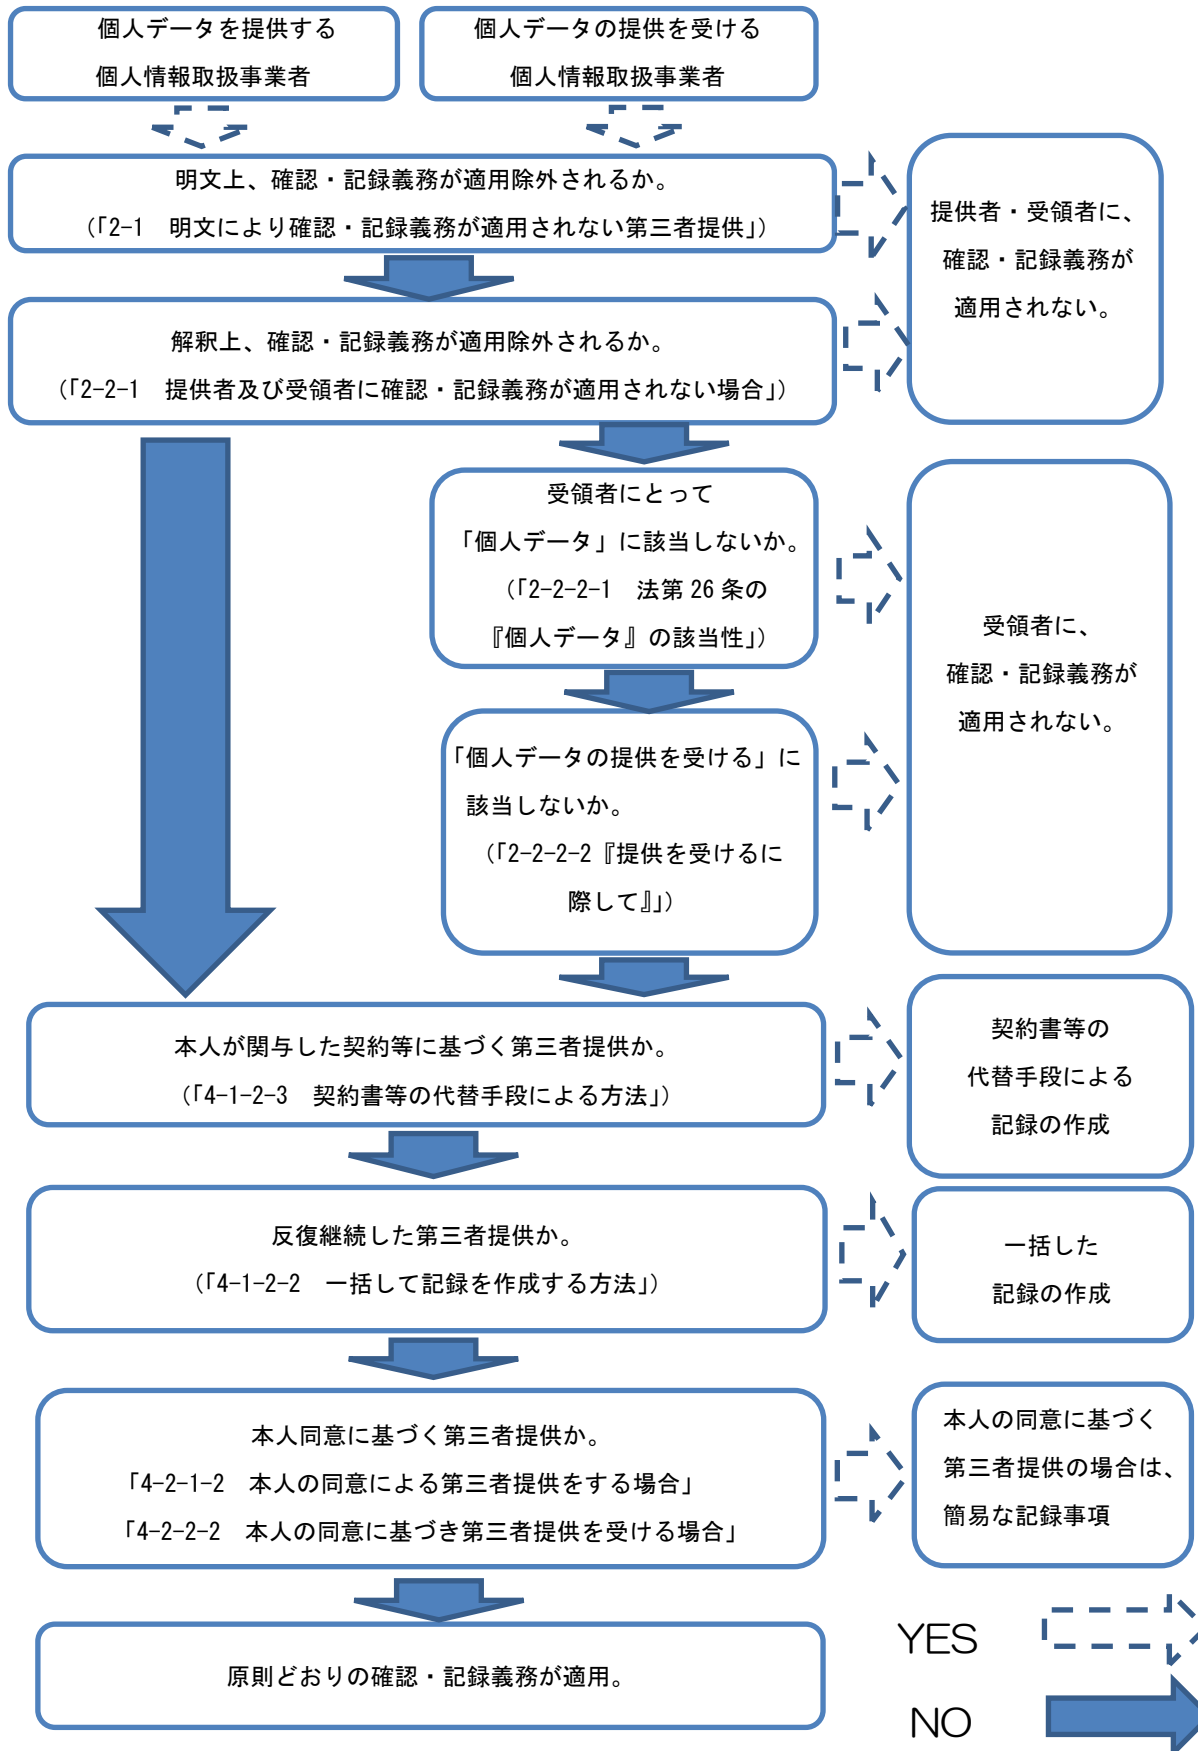 個人データを提供する
個人情報取扱事業者
個人データの提供を受ける
個人情報取扱事業者
明文上、確認・記録義務が適用除外されるか。
(「2-1　明文により確認・記録義務が適用されない第三者提供」)
提供者・受領者に、
確認・記録義務が
適用されない。
解釈上、確認・記録義務が適用除外されるか。
(「2-2-1　提供者及び受領者に確認・記録義務が適用されない場合」)
受領者にとって
「個人データ」に該当しないか。
(「2-2-2-1　法第 26 条の
『個人データ』の該当性」)
受領者に、
確認・記録義務が
適用されない。
「個人データの提供を受ける」に
該当しないか。
(「2-2-2-2『提供を受けるに
際して』」)
本人が関与した契約等に基づく第三者提供か。
(「4-1-2-3　契約書等の代替手段による方法」)
契約書等の
代替手段による
記録の作成
反復継続した第三者提供か。
(「4-1-2-2　一括して記録を作成する方法」)
一括した
記録の作成
本人同意に基づく第三者提供か。
「4-2-1-2　本人の同意による第三者提供をする場合」
「4-2-2-2　本人の同意に基づき第三者提供を受ける場合」
本人の同意に基づく
第三者提供の場合は、
簡易な記録事項
原則どおりの確認・記録義務が適用。
YES
NO